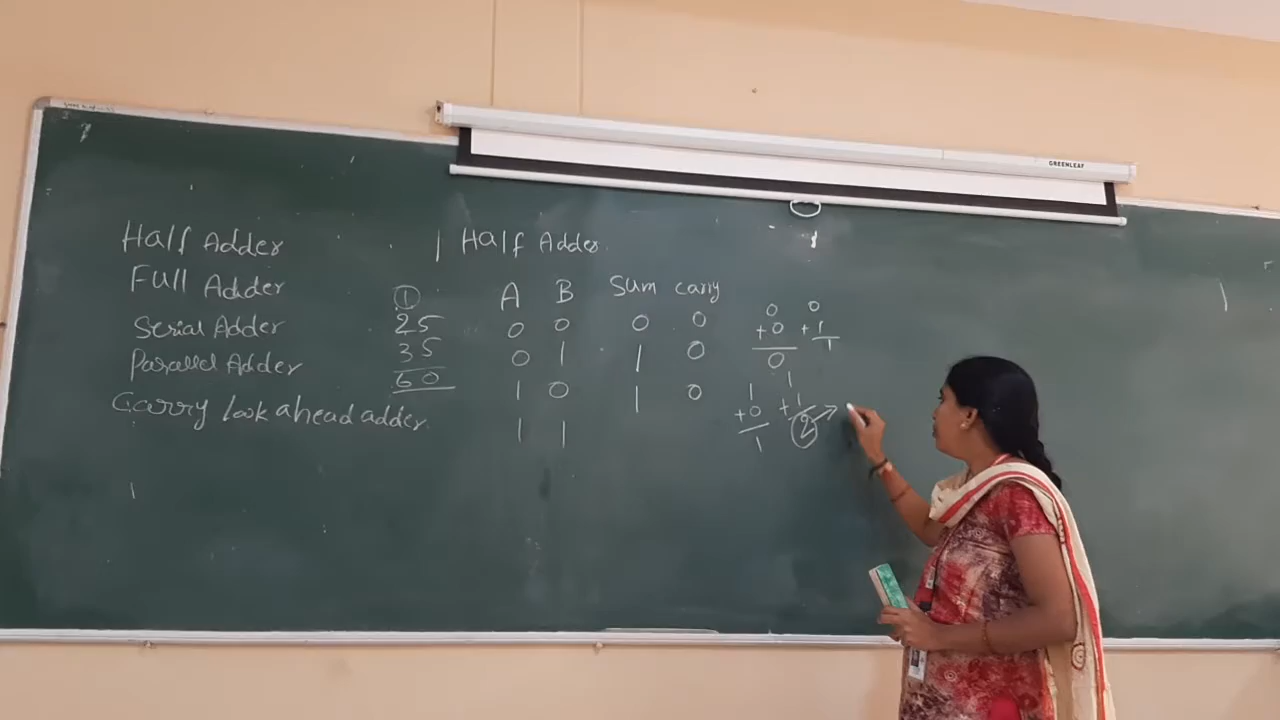 GREENLEAF
Half Adder
Full Adder
Serial Adder
Parallel Adder
Carry look ahead adder
1
25
35
60
Half Adder
A B Sum carry
0 0 0 0
0 1 1 0
1 0 1 0
1 1
0
+0
0
0
+1
1
1
+0
1
1
+1
2